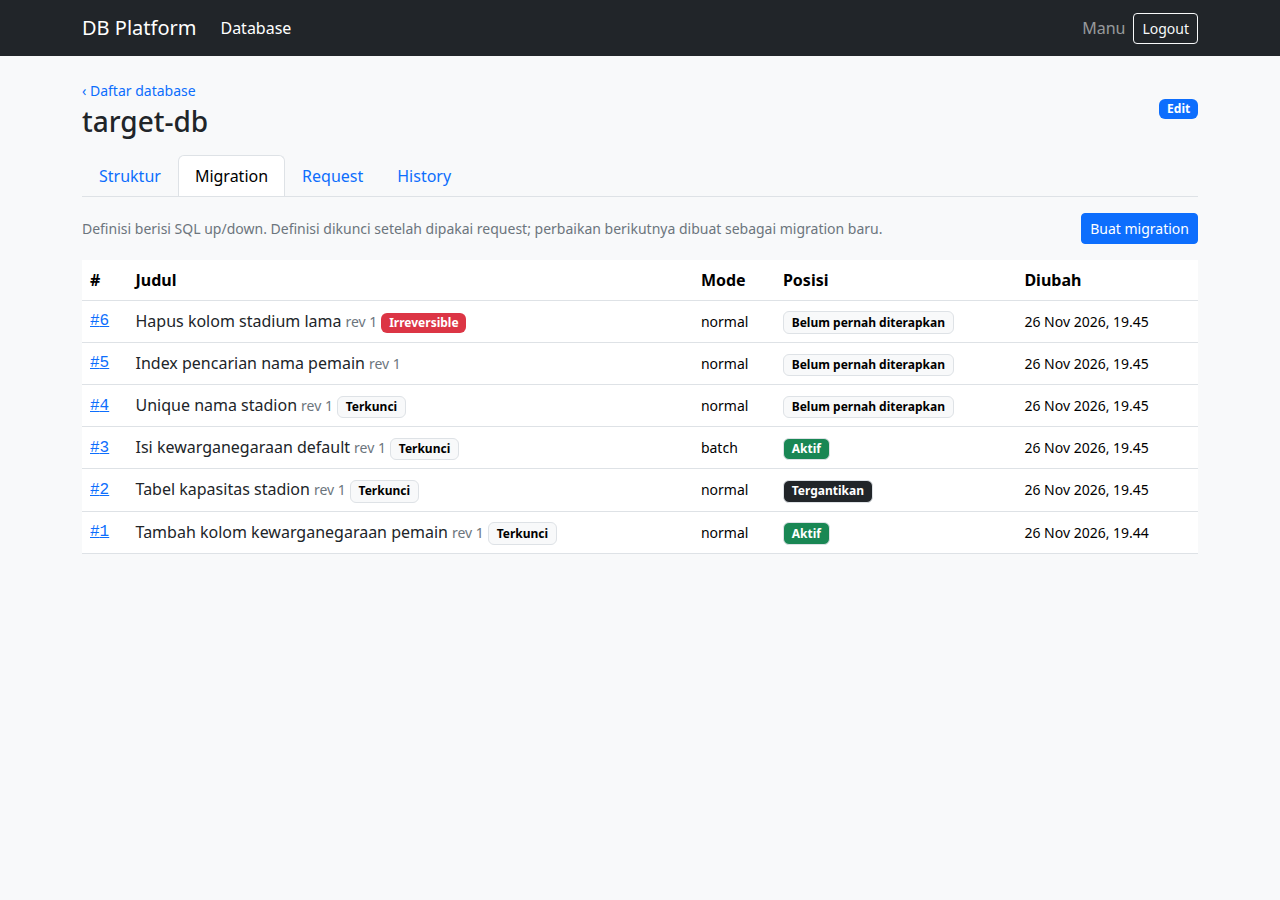 DB Platform Database Manu Logout
‹ Daftar database
target-db Edit
Struktur Migration Request History
Definisi berisi SQL up/down. Definisi dikunci setelah dipakai request; perbaikan berikutnya dibuat sebagai migration baru. Buat migration
# Judul Mode Posisi Diubah
#6 Hapus kolom stadium lama rev 1 Irreversible normal Belum pernah diterapkan 26 Nov 2026, 19.45
#5 Index pencarian nama pemain rev 1 normal Belum pernah diterapkan 26 Nov 2026, 19.45
#4 Unique nama stadion rev 1 Terkunci normal Belum pernah diterapkan 26 Nov 2026, 19.45
#3 Isi kewarganegaraan default rev 1 Terkunci batch Aktif 26 Nov 2026, 19.45
#2 Tabel kapasitas stadion rev 1 Terkunci normal Tergantikan 26 Nov 2026, 19.45
#1 Tambah kolom kewarganegaraan pemain rev 1 Terkunci normal Aktif 26 Nov 2026, 19.44